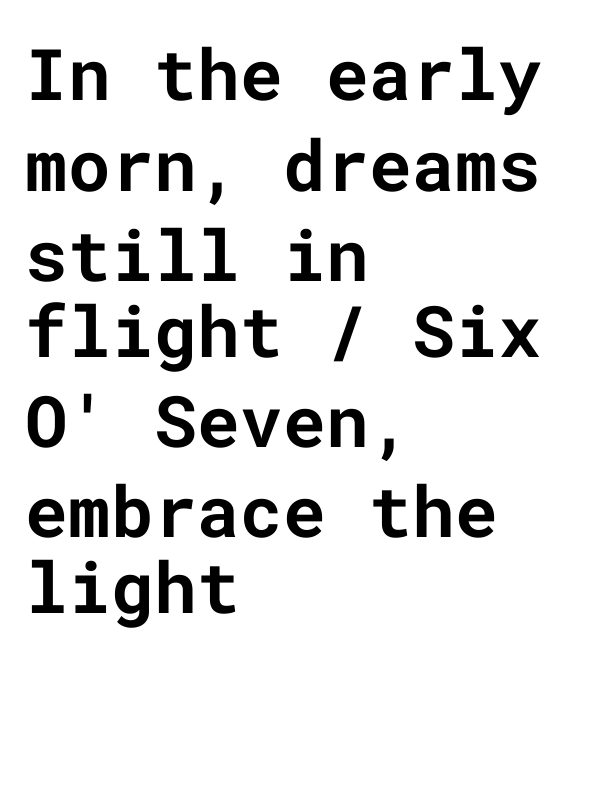 In the early
morn, dreams
still in
flight / Six
O' Seven,
embrace the
light